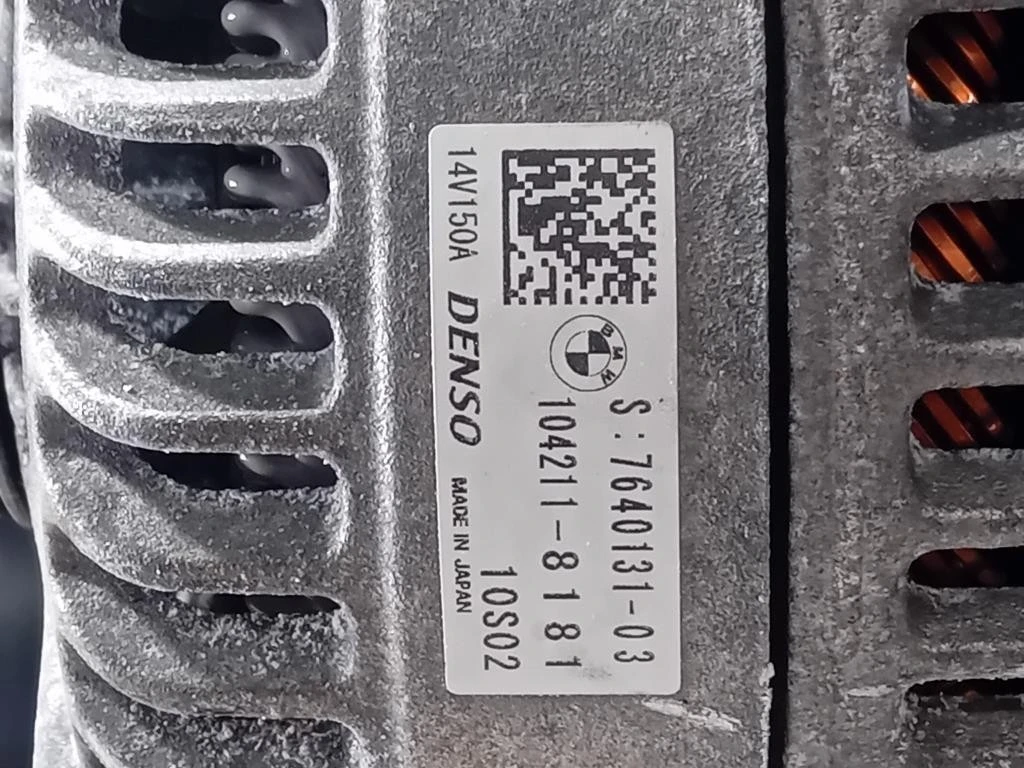 BMW
S:7640131-03
104211-8181
10S02
14V150A DENSO MADE IN JAPAN